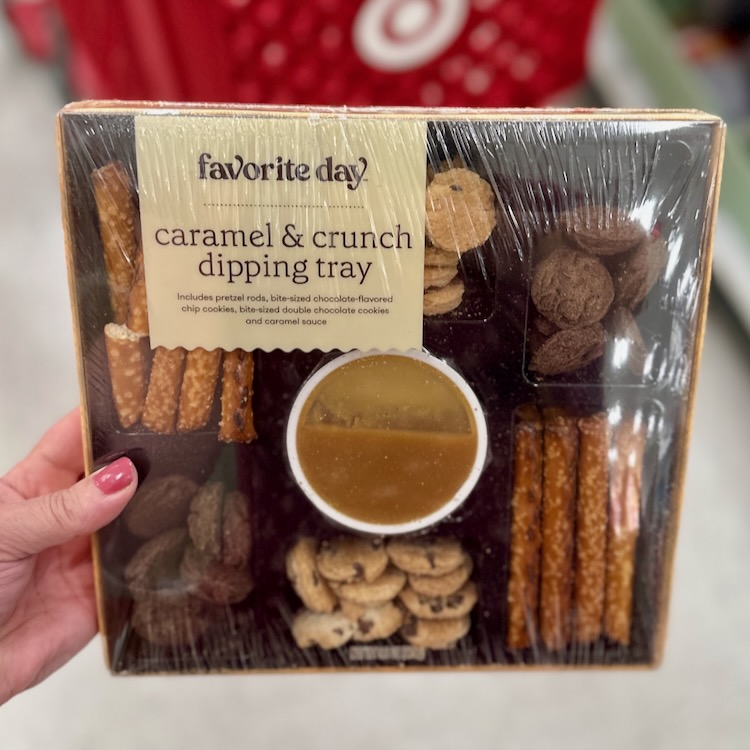 favorite day
caramel & crunch
dipping tray
Includes pretzel rods, bite-sized chocolate-flavored
chip cookies, bite-sized double chocolate cookies
and caramel sauce